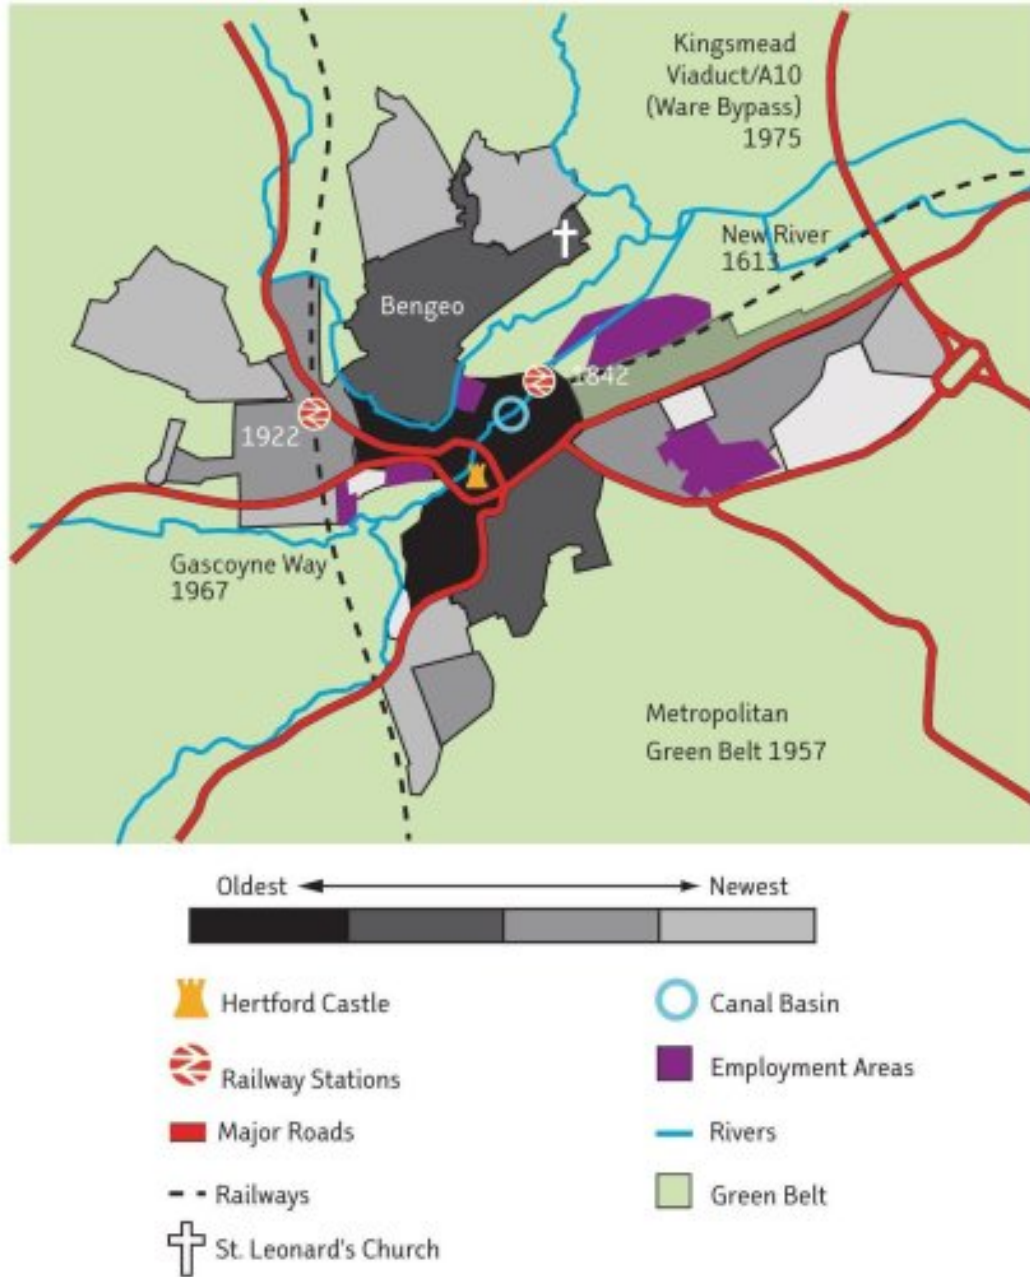 Kingsmead
Viaduct/A10
(Ware Bypass)
1975
New River
1613
Bengeo
1842
1922
Gascoyne Way
1967
Metropolitan
Green Belt 1957
Oldest
Newest
Hertford Castle
Canal Basin
Railway Stations
Employment Areas
Major Roads
Rivers
Railways
Green Belt
St. Leonard's Church